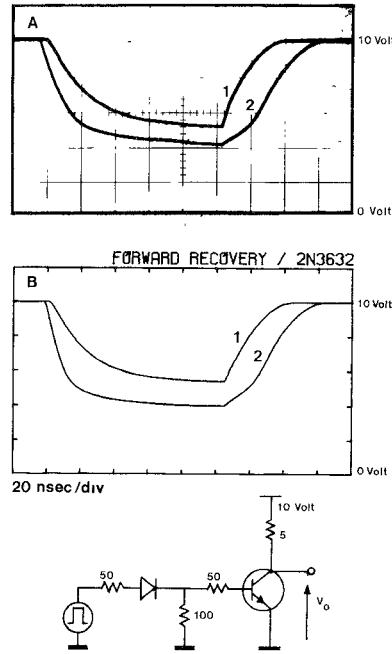 A
10 Volt
1
2
0 Volt
FORWARD RECOVERY / 2N3632
B
10 Volt
1
2
0 Volt
20 nsec/div
10 Volt
5
50
50
100
V₀